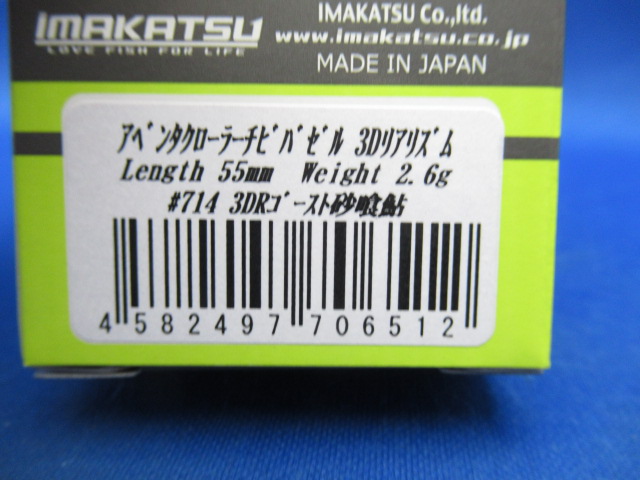 IMAKATSU
LOVE FISH FOR LIFE
IMAKATSU Co.,ltd.
www.imakatsu.co.jp
MADE IN JAPAN
アベンタクローラーチビバゼル 3Dリアリズム
Length 55mm Weight 2.6g
#714 3DRゴースト砂喰鮎
4 582497 706512